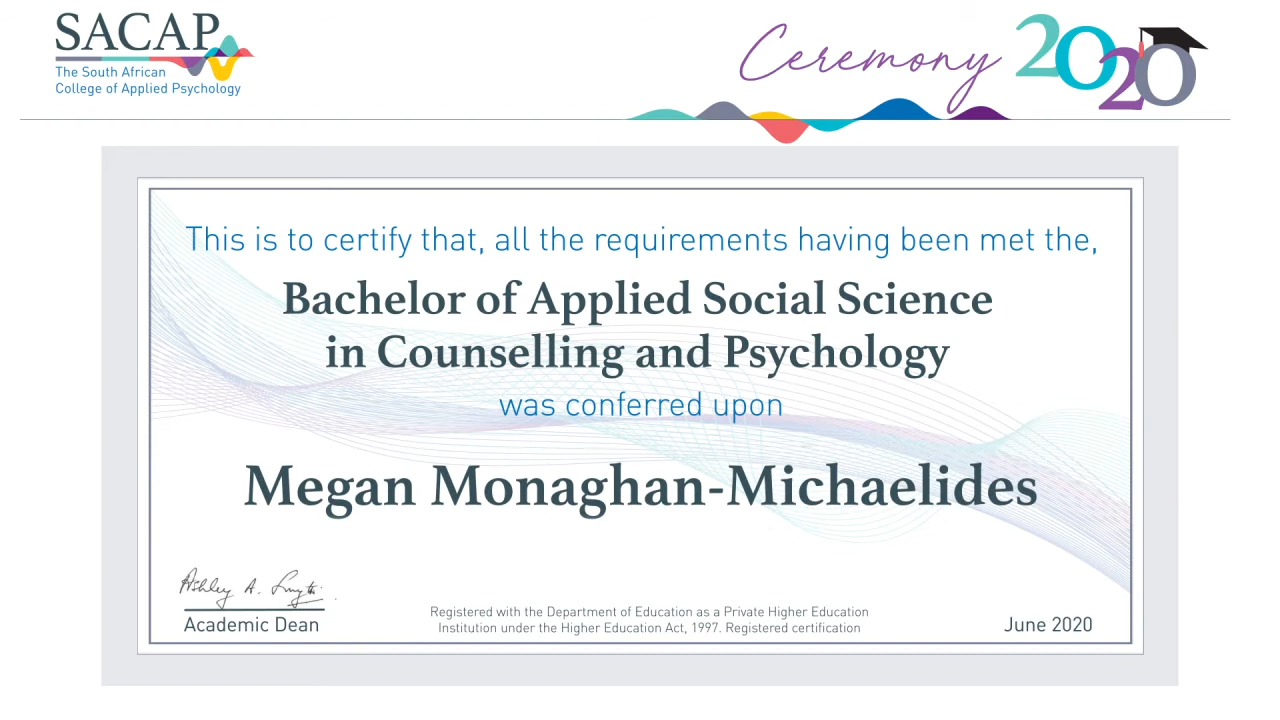 SACAP
The South African
College of Applied Psychology
Ceremony 2020
This is to certify that, all the requirements having been met the,
Bachelor of Applied Social Science
in Counselling and Psychology
was conferred upon
Megan Monaghan-Michaelides
Ashley A. Smyth
Academic Dean
Registered with the Department of Education as a Private Higher Education
Institution under the Higher Education Act, 1997. Registered certification
June 2020